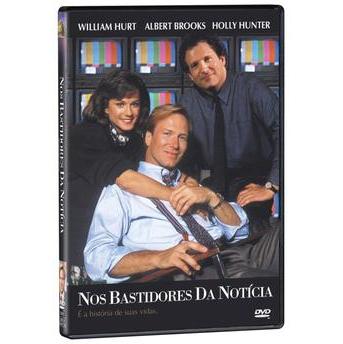 WILLIAM HURT ALBERT BROOKS HOLLY HUNTER
NOS BASTIDORES DA NOTÍCIA
NOS BASTIDORES DA NOTÍCIA
É a história de suas vidas.
DVD